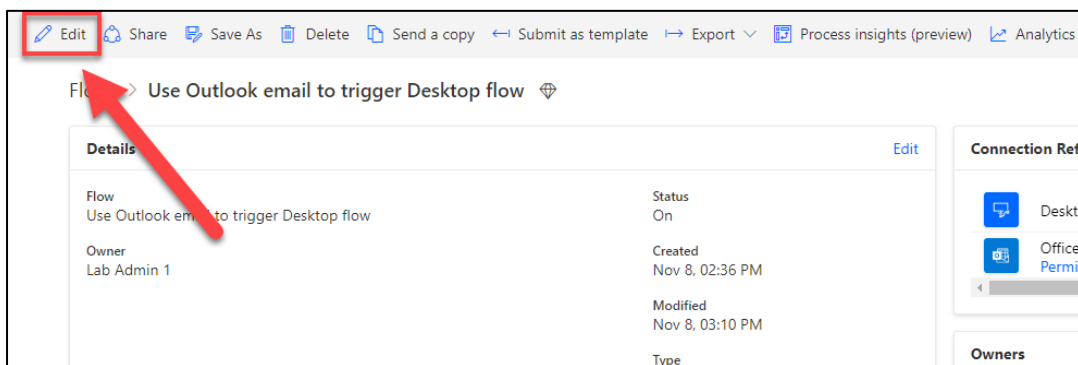 Edit Share Save As Delete Send a copy Submit as template Export Process insights (preview) Analytics
> Use Outlook email to trigger Desktop flow
Details Edit
Flow
Use Outlook email to trigger Desktop flow
Owner
Lab Admin 1
Status
On
Created
Nov 8, 02:36 PM
Modified
Nov 8, 03:10 PM
Type
Connection Ref
Deskt
Office
Permi
Owners